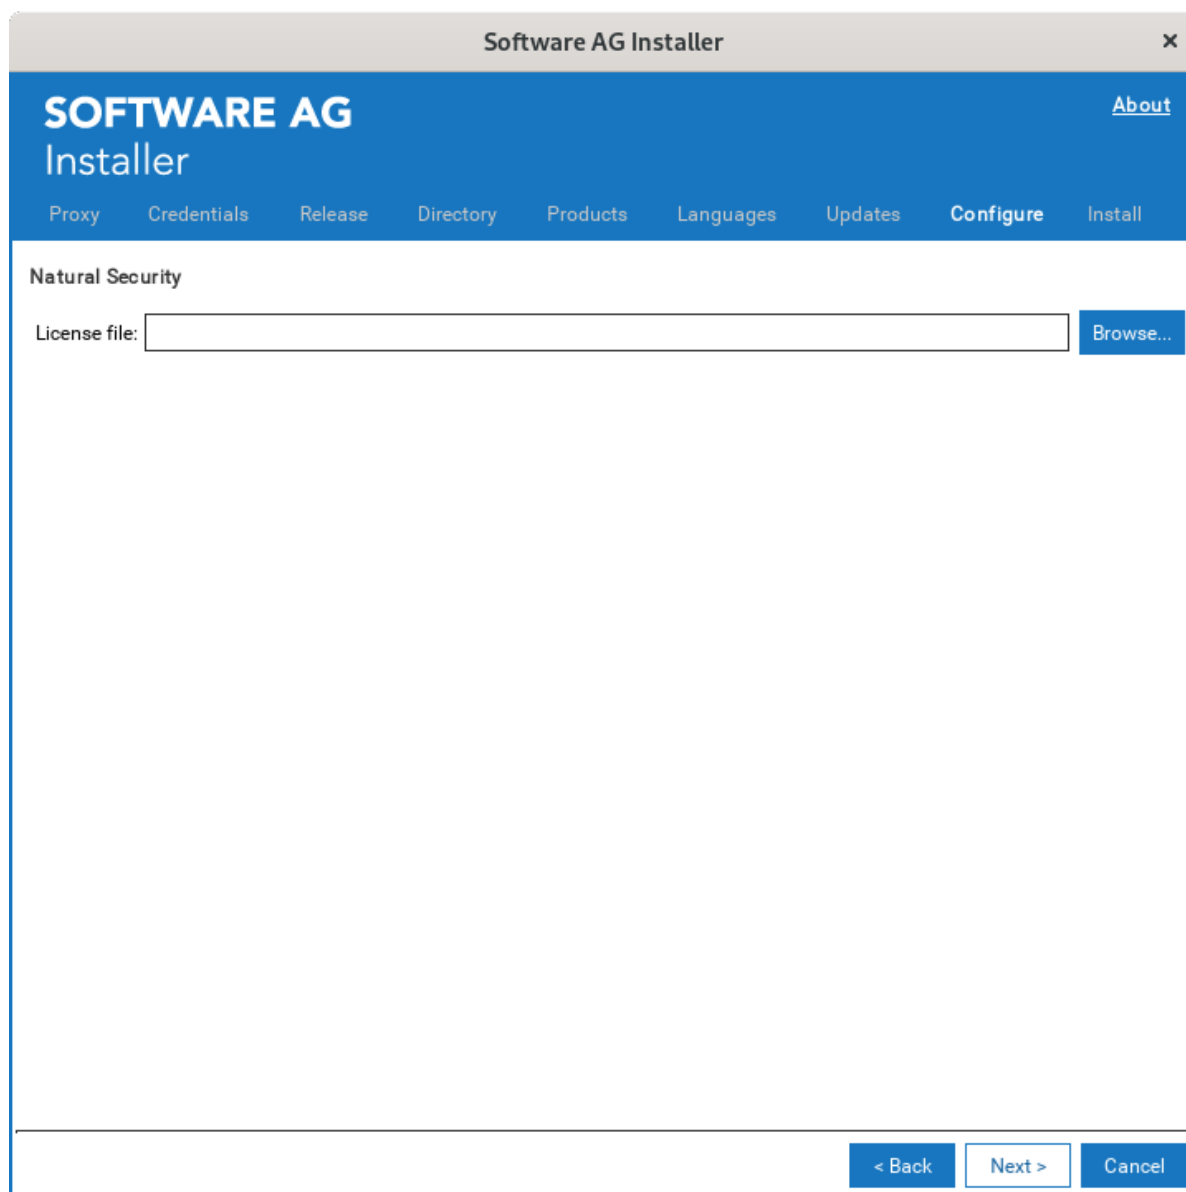 Software AG Installer ×
SOFTWARE AG
Installer
About
Proxy Credentials Release Directory Products Languages Updates Configure Install
Natural Security
License file: Browse...
< Back Next > Cancel